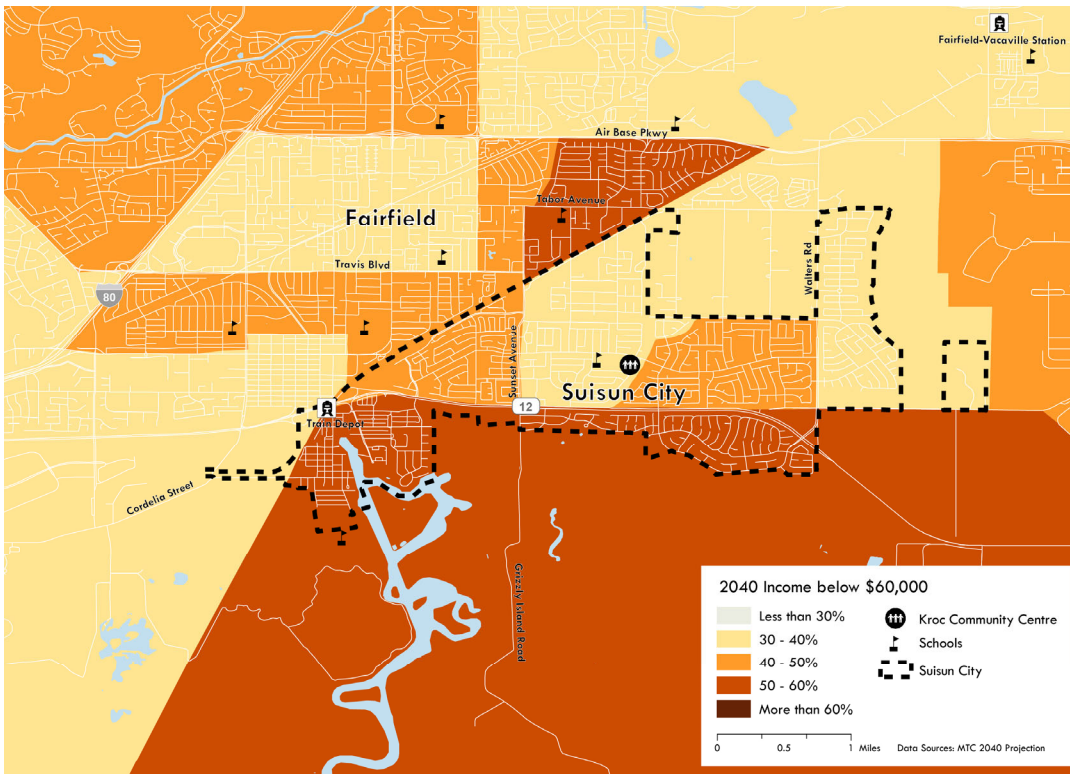 Fairfield-Vacaville Station
Air Base Pkwy
Tabor Avenue
Fairfield
Travis Blvd
Walters Rd
80
Sunset Avenue
Suisun City
12
Train Depot
Cordelia Street
Grizzly Island Road
2040 Income below $60,000
Less than 30%
30 - 40%
40 - 50%
50 - 60%
More than 60%
Kroc Community Centre
Schools
Suisun City
0 0.5 1 Miles
Data Sources: MTC 2040 Projection